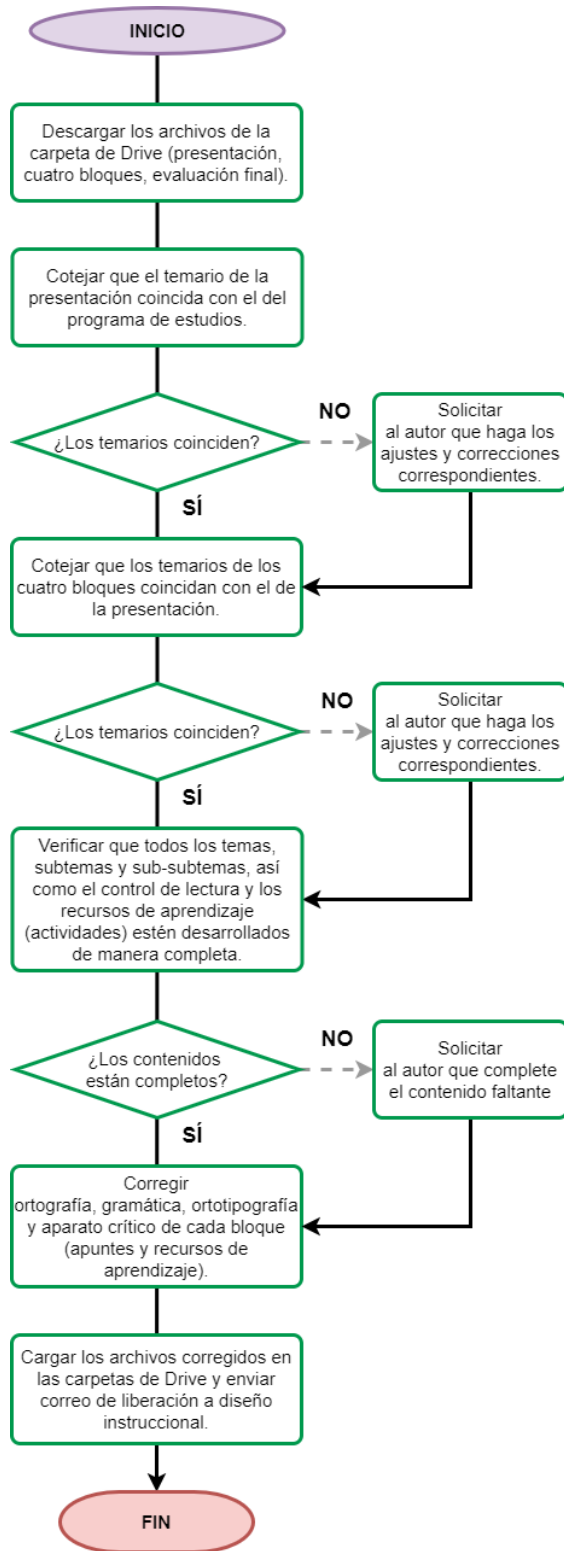 INICIO
Descargar los archivos de la
carpeta de Drive (presentación,
cuatro bloques, evaluación final).
Cotejar que el temario de la
presentación coincida con el del
programa de estudios.
¿Los temarios coinciden?
NO
Solicitar
al autor que haga los
ajustes y correcciones
correspondientes.
SÍ
Cotejar que los temarios de los
cuatro bloques coincidan con el de
la presentación.
¿Los temarios coinciden?
NO
Solicitar
al autor que haga los
ajustes y correcciones
correspondientes.
SÍ
Verificar que todos los temas,
subtemas y sub-subtemas, así
como el control de lectura y los
recursos de aprendizaje
(actividades) estén desarrollados
de manera completa.
¿Los contenidos
están completos?
NO
Solicitar
al autor que complete
el contenido faltante
SÍ
Corregir
ortografía, gramática, ortotipografía
y aparato crítico de cada bloque
(apuntes y recursos de
aprendizaje).
Cargar los archivos corregidos en
las carpetas de Drive y enviar
correo de liberación a diseño
instruccional.
FIN